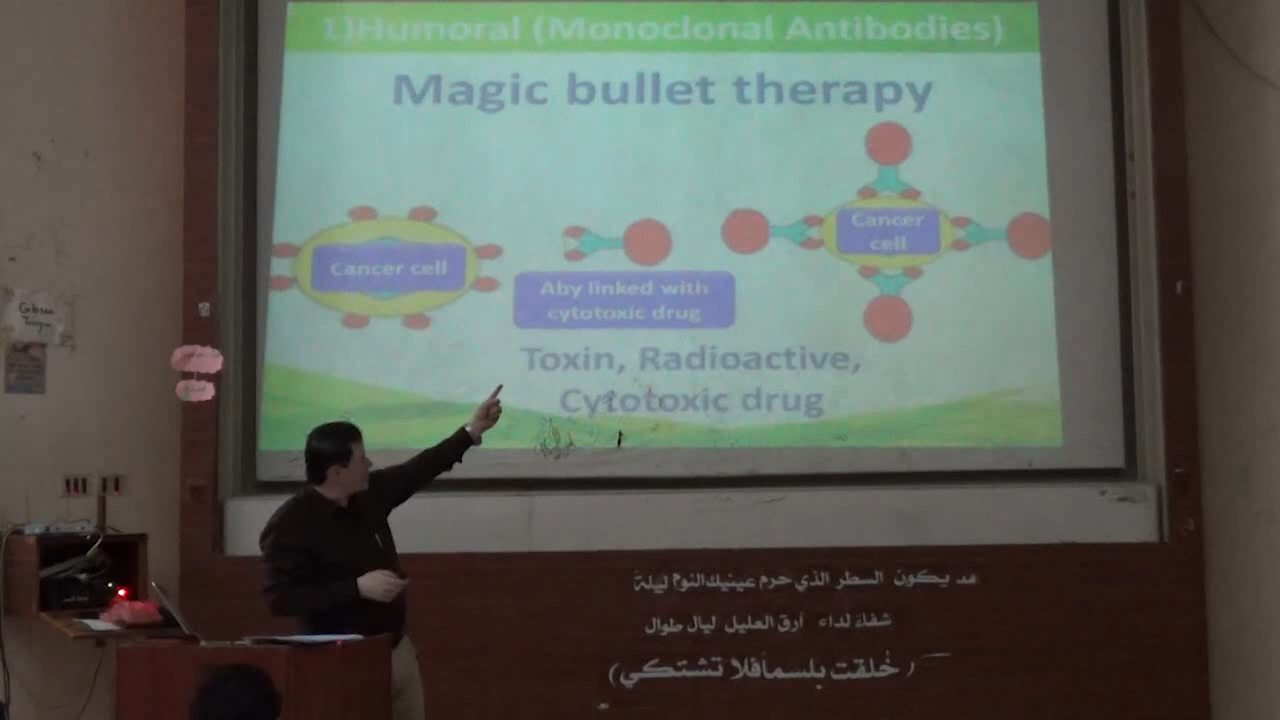 1)Humoral (Monoclonal Antibodies)
Magic bullet therapy
Cancer cell
Aby linked with
cytotoxic drug
Cancer
cell
Toxin, Radioactive,
Cytotoxic drug
قد يكون السطر الذي حرم عينيك النوم ليلة
شفاء لداء أرق العليل ليال طوال
(خُلقت بلسماً فلا تشتكي)